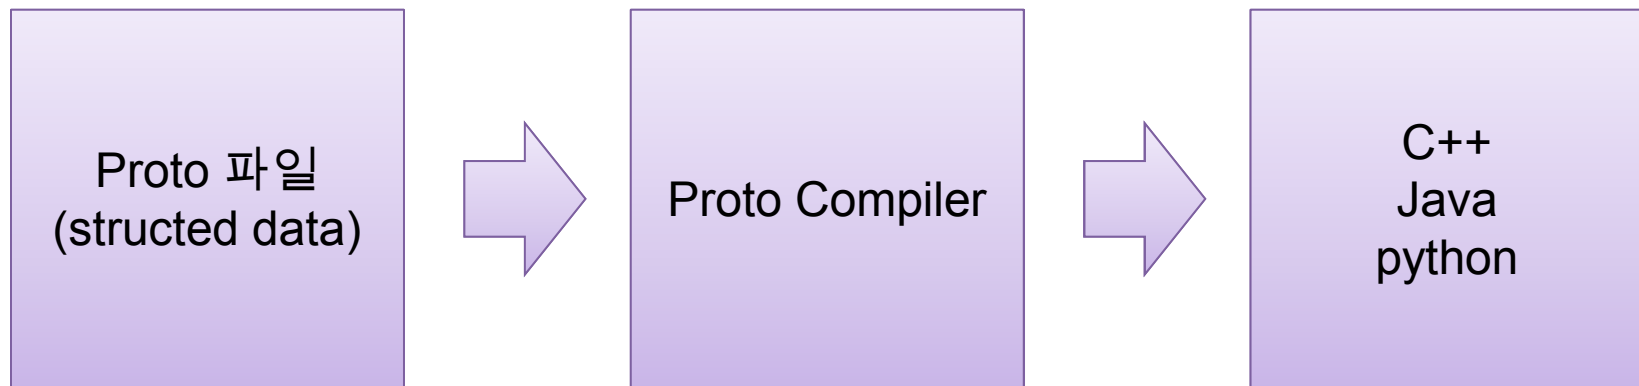 Proto 파일
(structed data)
Proto Compiler
C++
Java
python